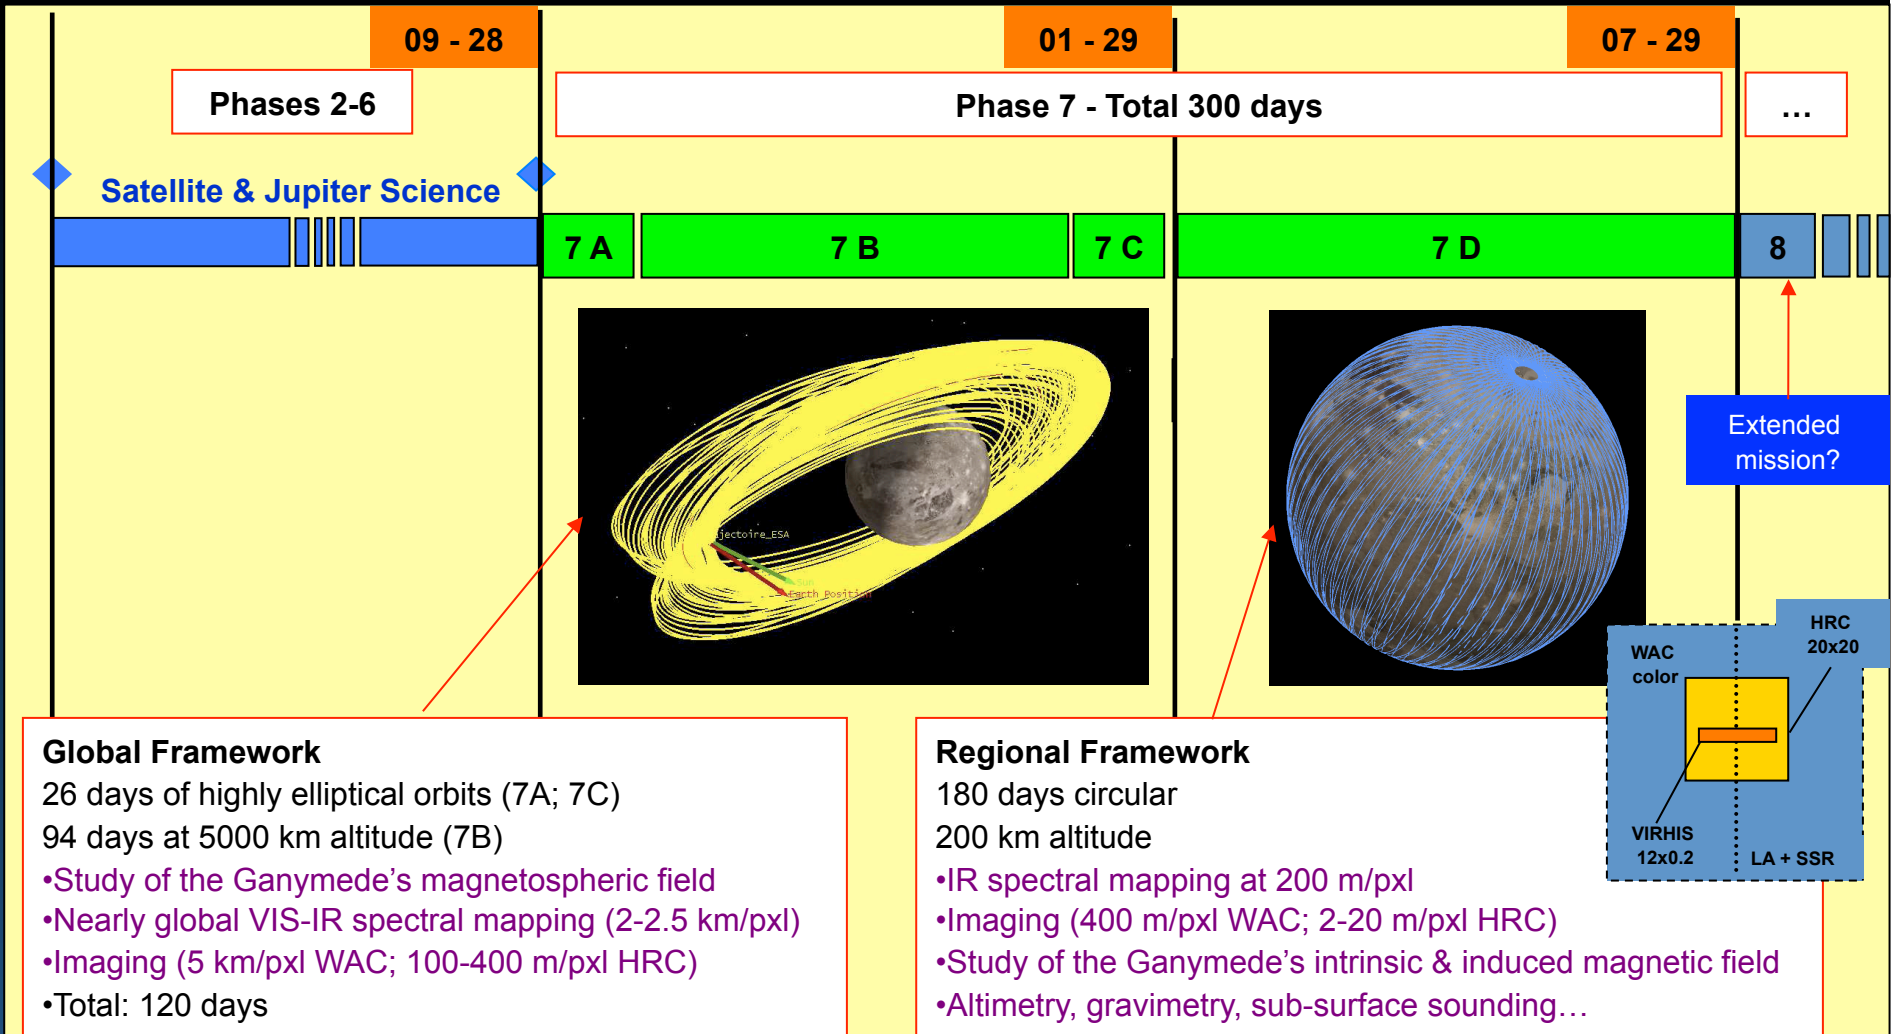 09 - 28
01 - 29
07 - 29
Phases 2-6
Phase 7 - Total 300 days
…
Satellite & Jupiter Science
7 A
7 B
7 C
7 D
8
Extended
mission?
ajectoire_ESA
Sun
Earth Position
HRC
20x20
WAC
color
VIRHIS
12x0.2
LA + SSR
Global Framework
26 days of highly elliptical orbits (7A; 7C)
94 days at 5000 km altitude (7B)
•Study of the Ganymede’s magnetospheric field
•Nearly global VIS-IR spectral mapping (2-2.5 km/pxl)
•Imaging (5 km/pxl WAC; 100-400 m/pxl HRC)
•Total: 120 days
Regional Framework
180 days circular
200 km altitude
•IR spectral mapping at 200 m/pxl
•Imaging (400 m/pxl WAC; 2-20 m/pxl HRC)
•Study of the Ganymede’s intrinsic & induced magnetic field
•Altimetry, gravimetry, sub-surface sounding…